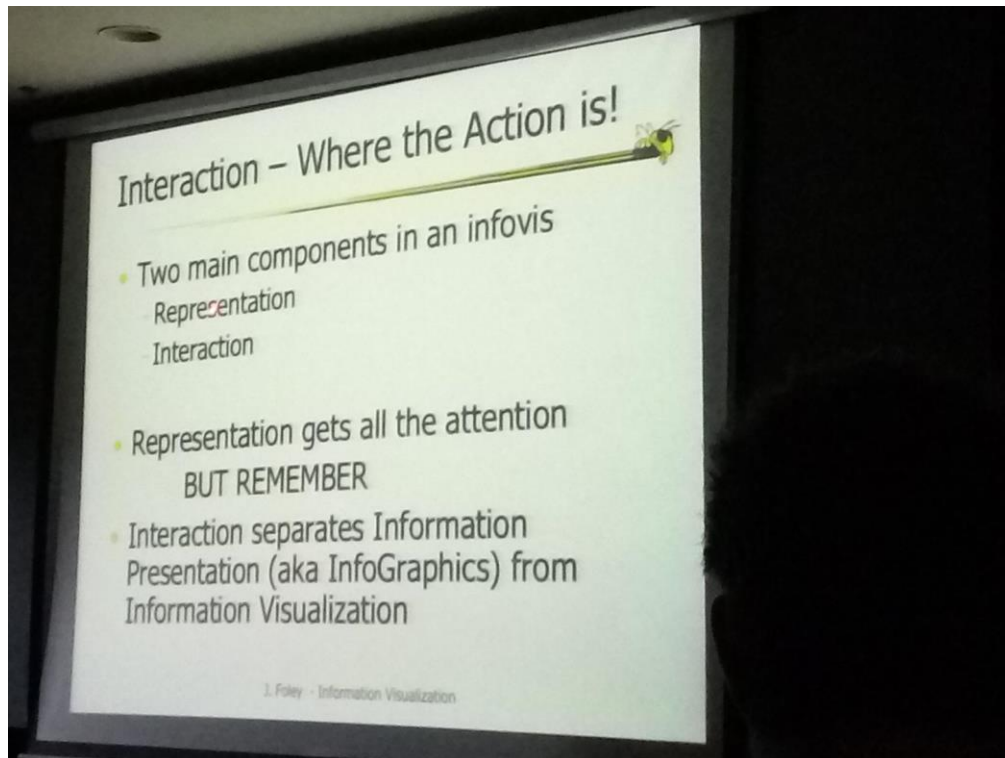 Interaction – Where the Action is!
Two main components in an infovis
Representation
Interaction
Representation gets all the attention
BUT REMEMBER
Interaction separates Information
Presentation (aka InfoGraphics) from
Information Visualization
J. Foley - Information Visualization